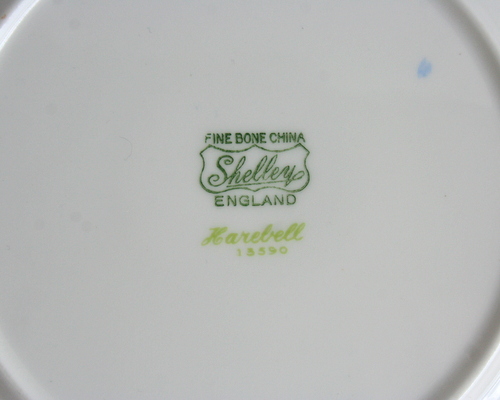 FINE BONE CHINA
Shelley
ENGLAND
Harebell
13590